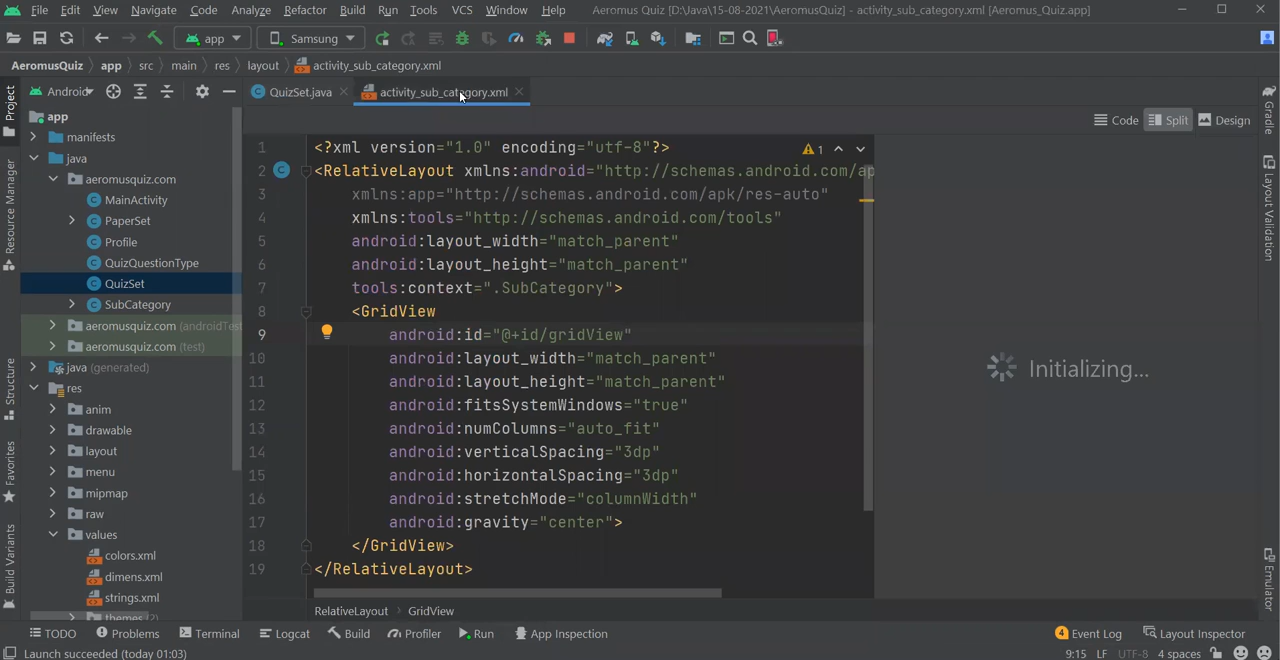 File Edit View Navigate Code Analyze Refactor Build Run Tools VCS Window Help Aeromus Quiz [D:\Java\15-08-2021\AeromusQuiz] - activity_sub_category.xml [Aeromus_Quiz.app]
app Samsung
AeromusQuiz app src main res layout activity_sub_category.xml
Project
Resource Manager
Structure
Favorites
Build Variants
Android
app
manifests
java
aeromusquiz.com
MainActivity
PaperSet
Profile
QuizQuestionType
QuizSet
SubCategory
aeromusquiz.com (androidTest
aeromusquiz.com (test)
java (generated)
res
anim
drawable
layout
menu
mipmap
raw
values
colors.xml
dimens.xml
strings.xml
themes (2)
QuizSet.java activity_sub_category.xml
Code Split Design
1 <?xml version="1.0" encoding="utf-8"?> 1
2 <RelativeLayout xmlns:android="http://schemas.android.com/ap
3 xmlns:app="http://schemas.android.com/apk/res-auto"
4 xmlns:tools="http://schemas.android.com/tools"
5 android:layout_width="match_parent"
6 android:layout_height="match_parent"
7 tools:context=".SubCategory">
8 <GridView
9 android:id="@+id/gridView"
10 android:layout_width="match_parent"
11 android:layout_height="match_parent"
12 android:fitsSystemWindows="true"
13 android:numColumns="auto_fit"
14 android:verticalSpacing="3dp"
15 android:horizontalSpacing="3dp"
16 android:stretchMode="columnWidth"
17 android:gravity="center">
18 </GridView>
19 </RelativeLayout>
RelativeLayout GridView
Initializing...
Gradle
Layout Validation
Emulator
TODO Problems Terminal Logcat Build Profiler Run App Inspection 4 Event Log Layout Inspector
Launch succeeded (today 01:03) 9:15 LF UTF-8 4 spaces